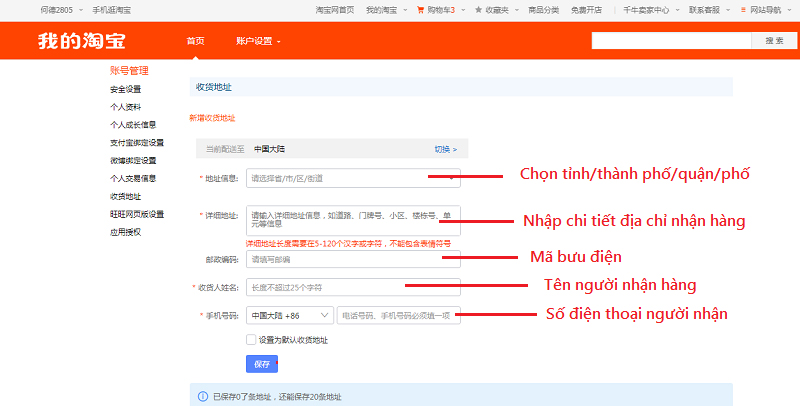 何德2805 手机逛淘宝 淘宝网首页 我的淘宝 购物车3 收藏夹 商品分类 免费开店 千牛卖家中心 联系客服 网站导航
我的淘宝 首页 账户设置 搜 索
账号管理
安全设置
个人资料
个人成长信息
支付宝绑定设置
微博绑定设置
个人交易信息
收货地址
旺旺网页版设置
应用授权
收货地址
新增收货地址
当前配送至 中国大陆 切换 >
* 地址信息: 请选择省/市/区/街道 Chọn tỉnh/thành phố/quận/phố
* 详细地址: 请输入详细地址信息，如道路、门牌号、小区、楼栋号、单
元等信息 Nhập chi tiết địa chỉ nhận hàng
详细地址长度需要在5-120个汉字或字符，不能包含表情符号
邮政编码: 请填写邮编 Mã bưu điện
* 收货人姓名: 长度不超过25个字符 Tên người nhận hàng
* 手机号码: 中国大陆 +86 电话号码、手机号码必须填一项 Số điện thoại người nhận
设置为默认收货地址
保存
已保存0了条地址，还能保存20条地址